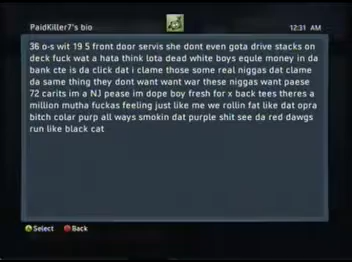 PaidKiller7's bio
12:31 AM
36 o-s wit 19 5 front door servis she dont even gota drive stacks on
deck fuck wat a hata think lota dead white boys equle money in da
bank cte is da click dat i clame those some real niggas dat clame
da same thing they dont want want war these niggas want paese
72 carits im a NJ pease im dope boy fresh for x back tees theres a
million mutha fuckas feeling just like me we rollin fat like dat opra
bitch colar purp all ways smokin dat purple shit see da red dawgs
run like black cat
A Select B Back